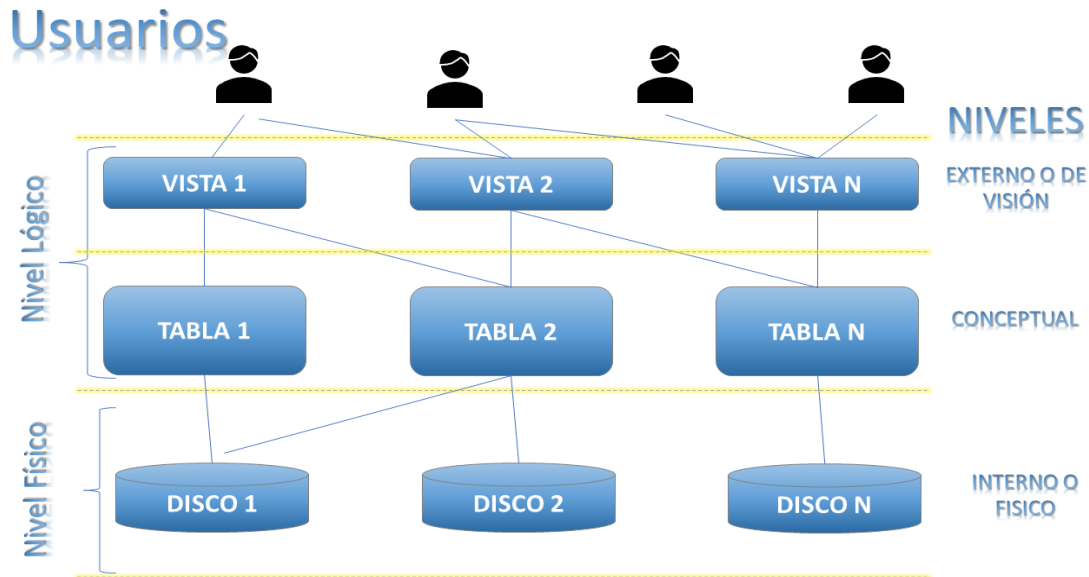 Usuarios
NIVELES
VISTA 1
VISTA 2
VISTA N
EXTERNO O DE
VISIÓN
Nivel Lógico
TABLA 1
TABLA 2
TABLA N
CONCEPTUAL
Nivel Físico
DISCO 1
DISCO 2
DISCO N
INTERNO O
FISICO